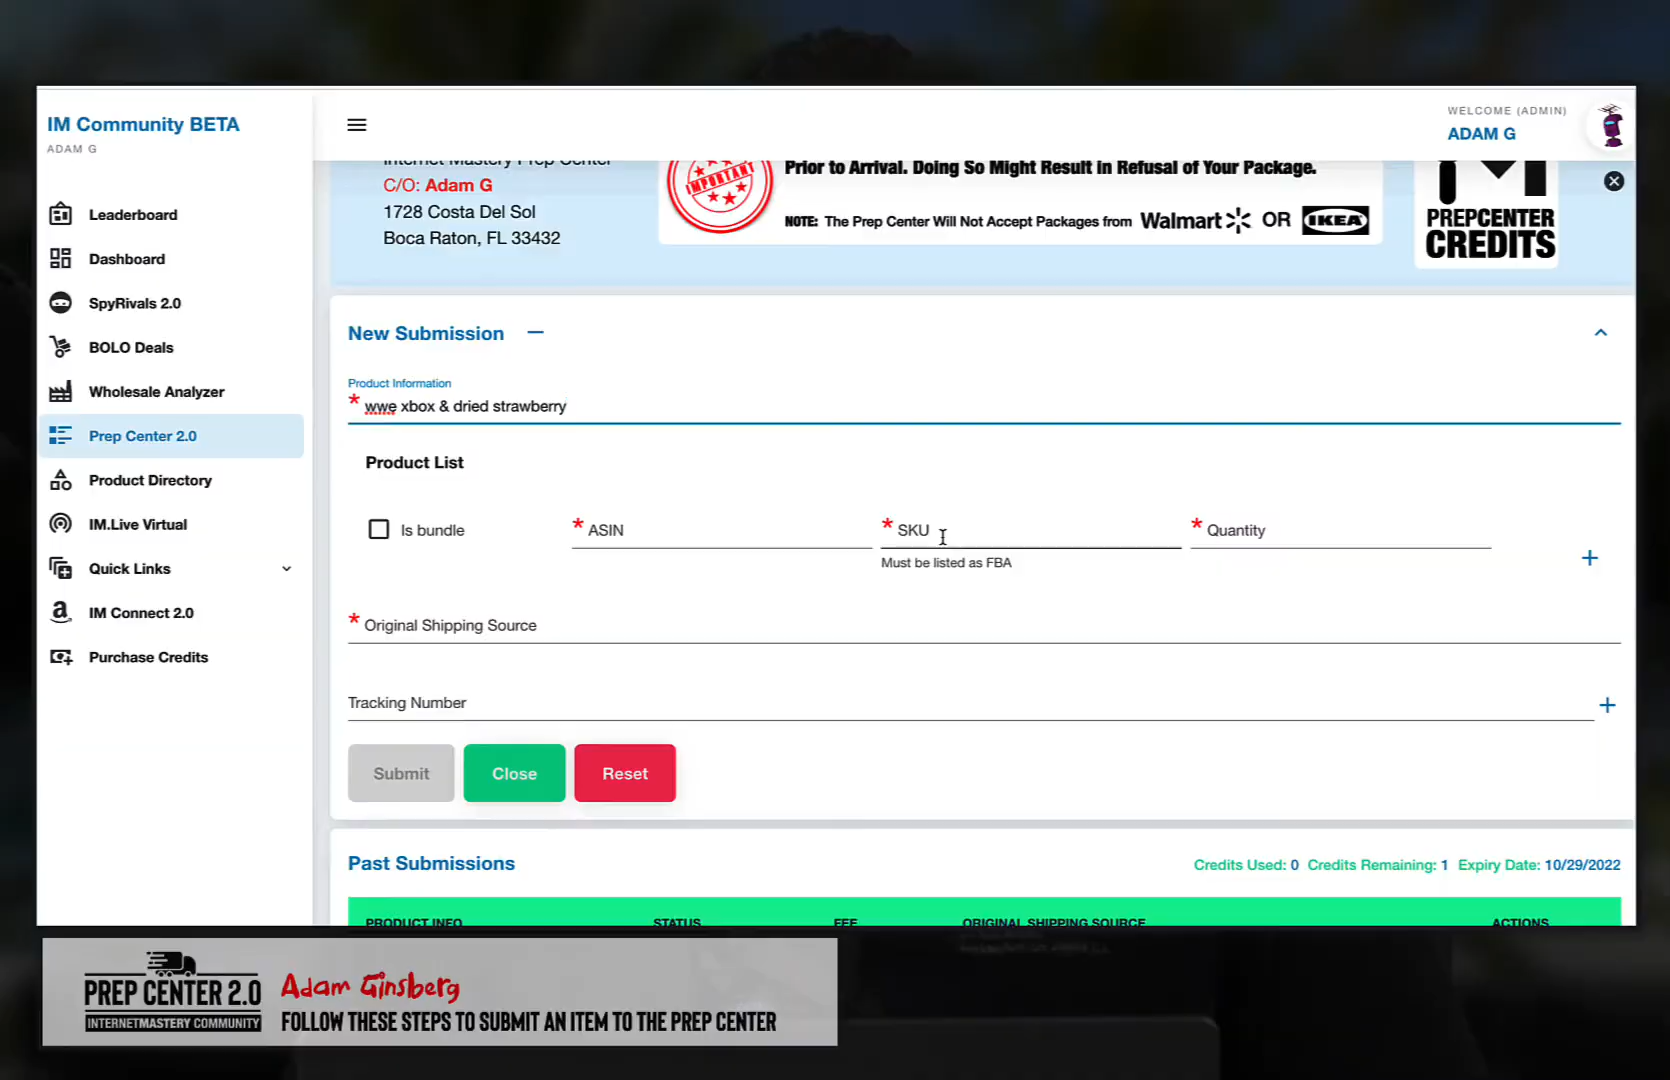 IM Community BETA
ADAM G
WELCOME (ADMIN)
ADAM G
Leaderboard
Dashboard
SpyRivals 2.0
BOLO Deals
Wholesale Analyzer
Prep Center 2.0
Product Directory
IM.Live Virtual
Quick Links
IM Connect 2.0
Purchase Credits
Internet Mastery Prep Center
C/O: Adam G
1728 Costa Del Sol
Boca Raton, FL 33432
IMPORTANT
Prior to Arrival. Doing So Might Result in Refusal of Your Package.
NOTE: The Prep Center Will Not Accept Packages from Walmart OR IKEA
PREPCENTER
CREDITS
New Submission
Product Information
* wwe xbox & dried strawberry
Product List
Is bundle * ASIN * SKU * Quantity
Must be listed as FBA
* Original Shipping Source
Tracking Number
Submit Close Reset
Past Submissions Credits Used: 0 Credits Remaining: 1 Expiry Date: 10/29/2022
PRODUCT INFO STATUS FEE ORIGINAL SHIPPING SOURCE ACTIONS
PREP CENTER 2.0
INTERNETMASTERY COMMUNITY
Adam Ginsberg
FOLLOW THESE STEPS TO SUBMIT AN ITEM TO THE PREP CENTER